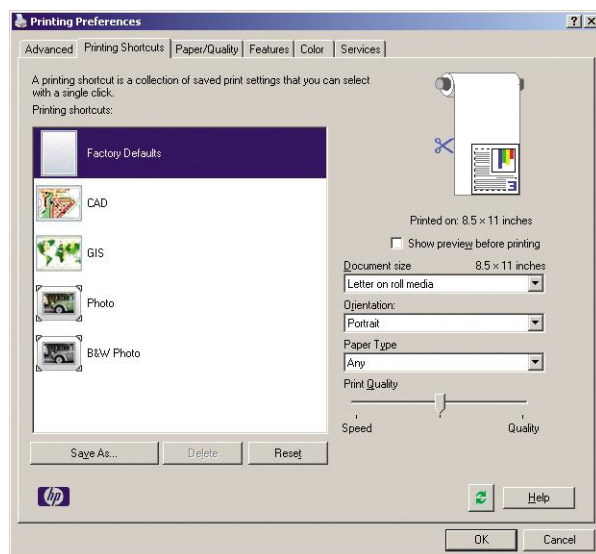 Printing Preferences
Advanced Printing Shortcuts Paper/Quality Features Color Services
A printing shortcut is a collection of saved print settings that you can select
with a single click.
Printing shortcuts:
Factory Defaults
CAD
GIS
Photo
B&W Photo
Save As...
Delete
Reset
3
Printed on: 8.5 × 11 inches
Show preview before printing
Document size 8.5 × 11 inches
Letter on roll media
Orientation:
Portrait
Paper Type
Any
Print Quality
Speed Quality
hp
Help
OK
Cancel